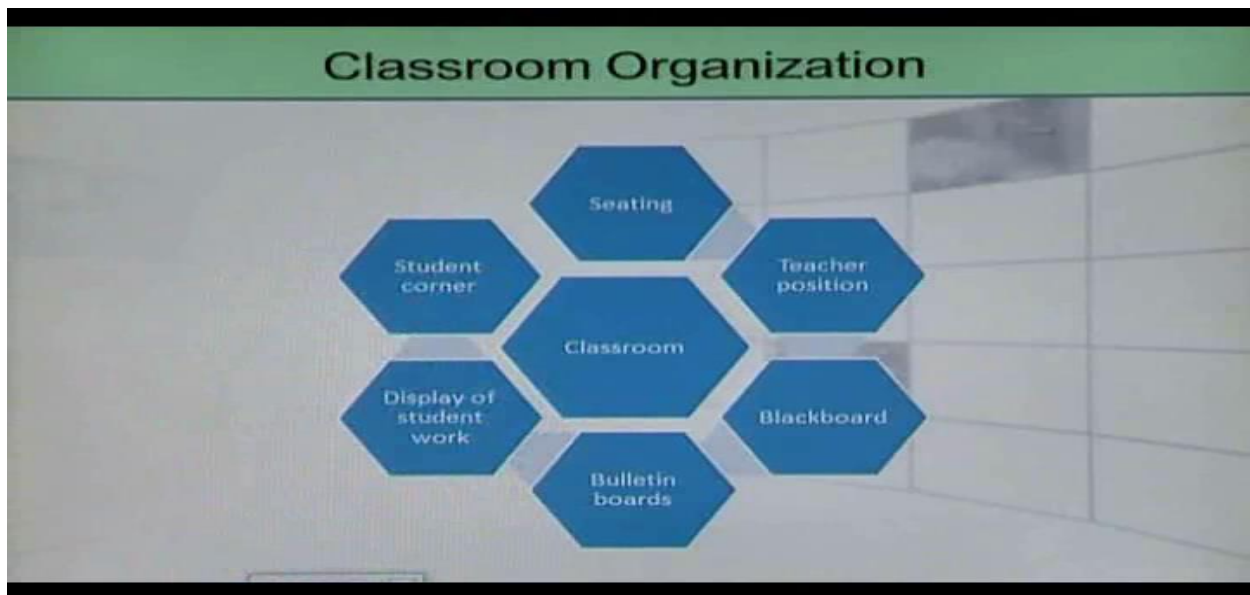 Classroom Organization
Seating
Teacher
position
Blackboard
Bulletin
boards
Display of
student
work
Student
corner
Classroom